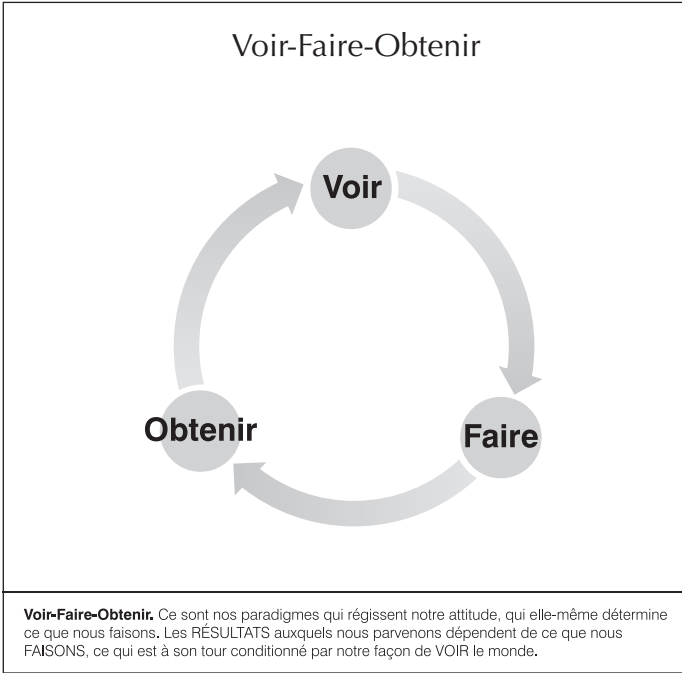 Voir-Faire-Obtenir
Voir
Obtenir
Faire
Voir-Faire-Obtenir. Ce sont nos paradigmes qui régissent notre attitude, qui elle-même détermine
ce que nous faisons. Les RÉSULTATS auxquels nous parvenons dépendent de ce que nous
FAISONS, ce qui est à son tour conditionné par notre façon de VOIR le monde.